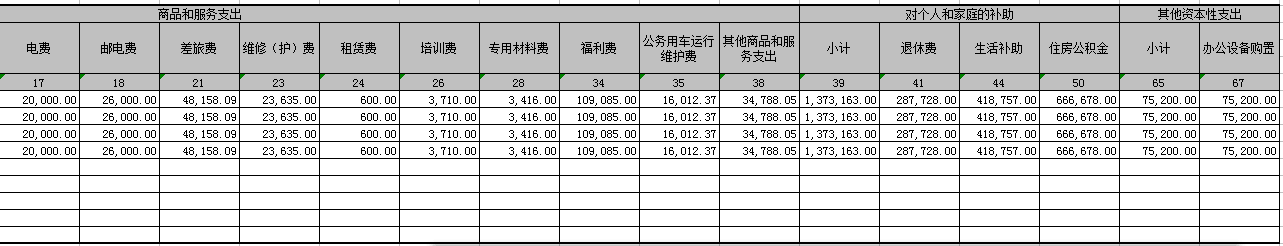 商品和服务支出 对个人和家庭的补助 其他资本性支出
电费 邮电费 差旅费 维修（护）费 租赁费 培训费 专用材料费 福利费 公务用车运行维护费 其他商品和服务支出 小计 退休费 生活补助 住房公积金 小计 办公设备购置
17 18 21 23 24 26 28 34 35 38 39 41 44 50 65 67
20,000.00 26,000.00 48,158.09 23,635.00 600.00 3,710.00 3,416.00 109,085.00 16,012.37 34,788.05 1,373,163.00 287,728.00 418,757.00 666,678.00 75,200.00 75,200.00
20,000.00 26,000.00 48,158.09 23,635.00 600.00 3,710.00 3,416.00 109,085.00 16,012.37 34,788.05 1,373,163.00 287,728.00 418,757.00 666,678.00 75,200.00 75,200.00
20,000.00 26,000.00 48,158.09 23,635.00 600.00 3,710.00 3,416.00 109,085.00 16,012.37 34,788.05 1,373,163.00 287,728.00 418,757.00 666,678.00 75,200.00 75,200.00
20,000.00 26,000.00 48,158.09 23,635.00 600.00 3,710.00 3,416.00 109,085.00 16,012.37 34,788.05 1,373,163.00 287,728.00 418,757.00 666,678.00 75,200.00 75,200.00